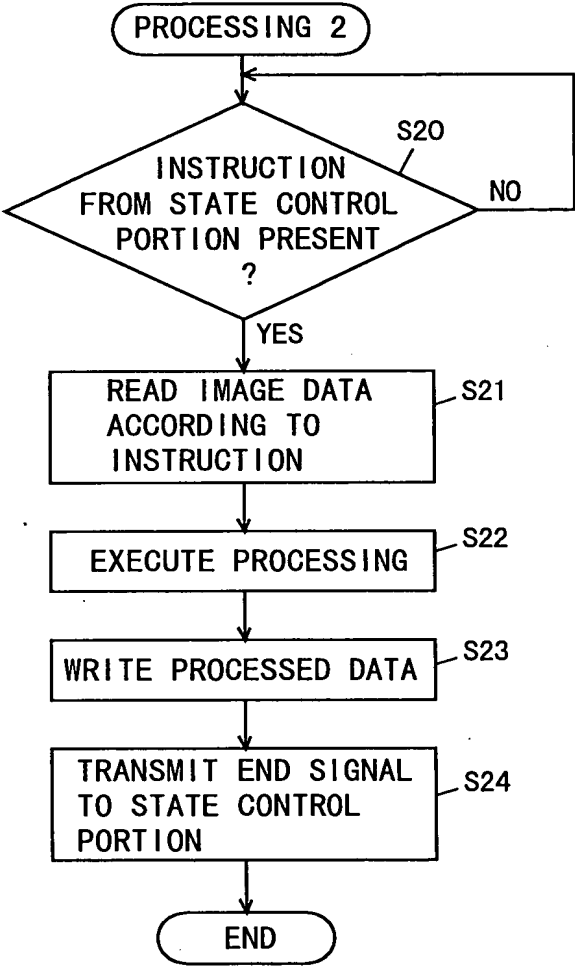 PROCESSING 2
S20
INSTRUCTION
FROM STATE CONTROL
PORTION PRESENT
?
NO
YES
READ IMAGE DATA
ACCORDING TO
INSTRUCTION
S21
EXECUTE PROCESSING
S22
WRITE PROCESSED DATA
S23
TRANSMIT END SIGNAL
TO STATE CONTROL
PORTION
S24
END